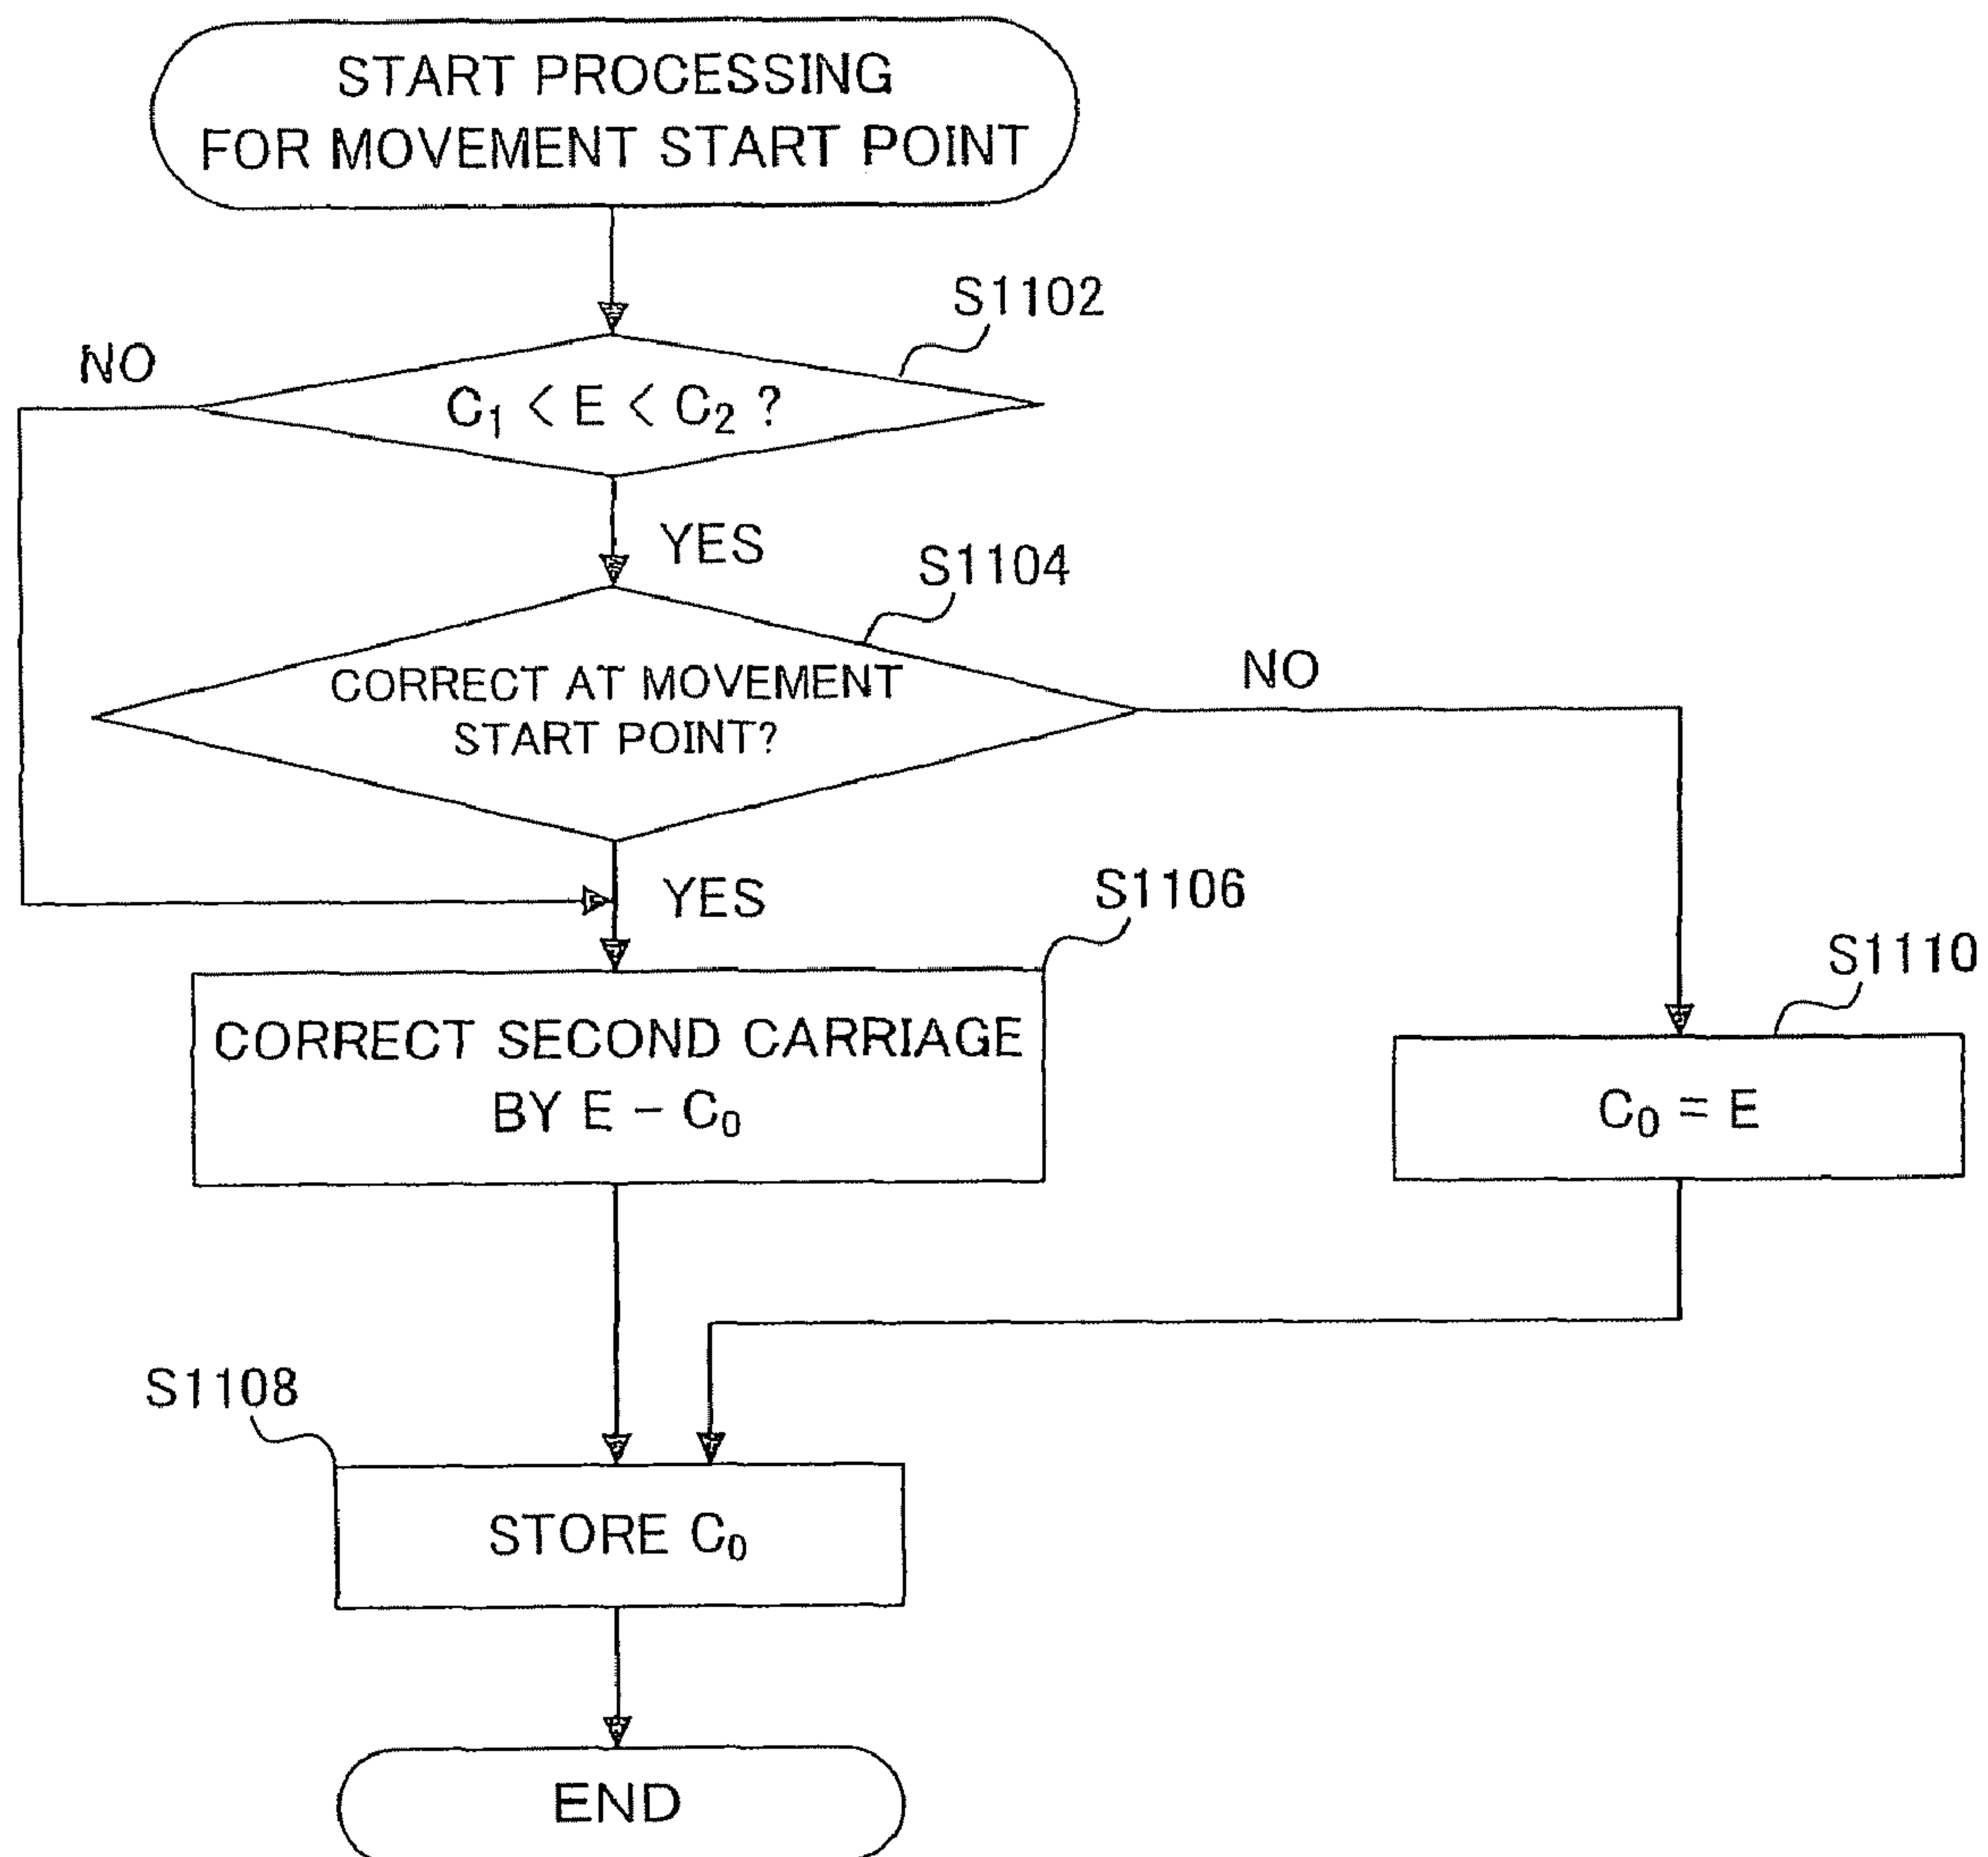 START PROCESSING
FOR MOVEMENT START POINT
S1102
NO
C₁ < E < C₂ ?
YES
S1104
CORRECT AT MOVEMENT
START POINT?
NO
YES
S1106
CORRECT SECOND CARRIAGE
BY E – C₀
S1110
C₀ = E
S1108
STORE C₀
END